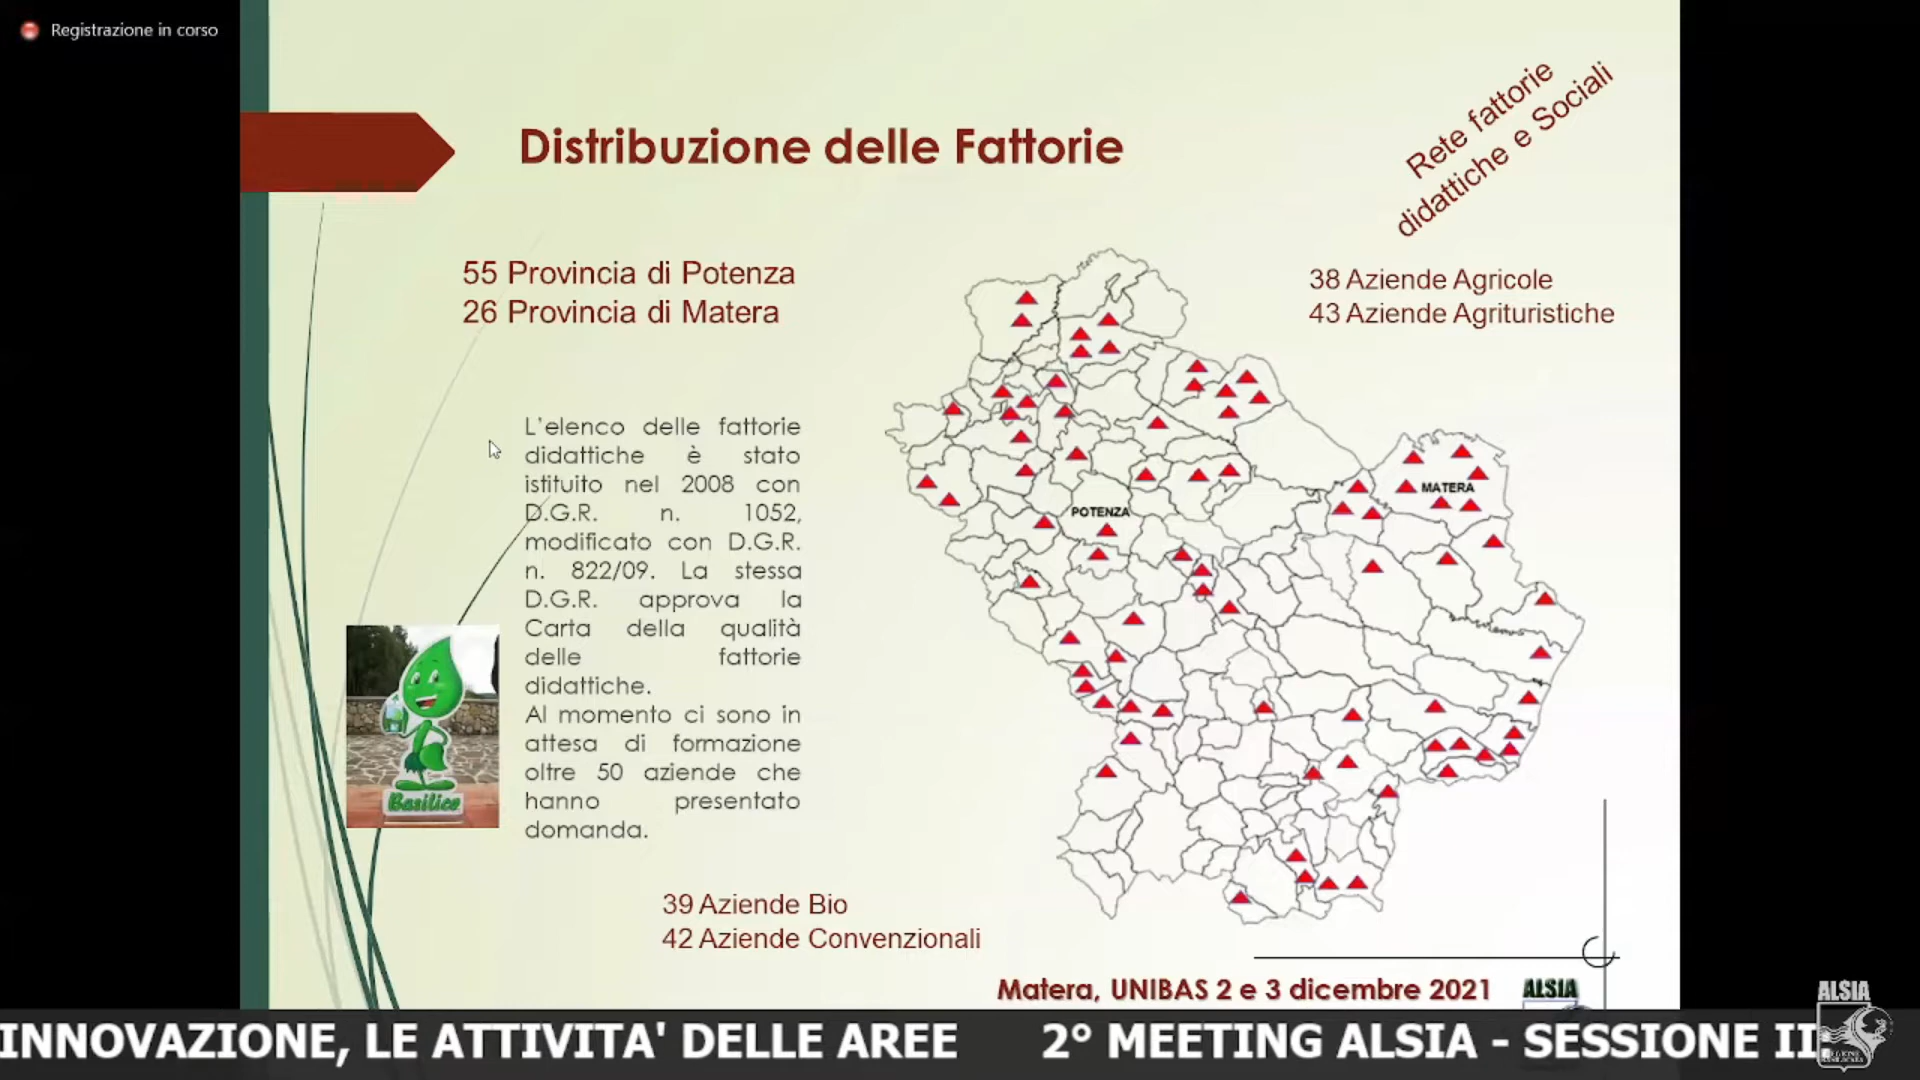 Registrazione in corso
Distribuzione delle Fattorie
Rete fattorie
didattiche e Sociali
55 Provincia di Potenza
26 Provincia di Matera
38 Aziende Agricole
43 Aziende Agrituristiche
L'elenco delle fattorie
didattiche è stato
istituito nel 2008 con
D.G.R. n. 1052,
modificato con D.G.R.
n. 822/09. La stessa
D.G.R. approva la
Carta della qualità
delle fattorie
didattiche.
Al momento ci sono in
attesa di formazione
oltre 50 aziende che
hanno presentato
domanda.
POTENZA
MATERA
Basilico
39 Aziende Bio
42 Aziende Convenzionali
Matera, UNIBAS 2 e 3 dicembre 2021
ALSIA
ALSIA
INNOVAZIONE, LE ATTIVITA' DELLE AREE 2° MEETING ALSIA - SESSIONE II